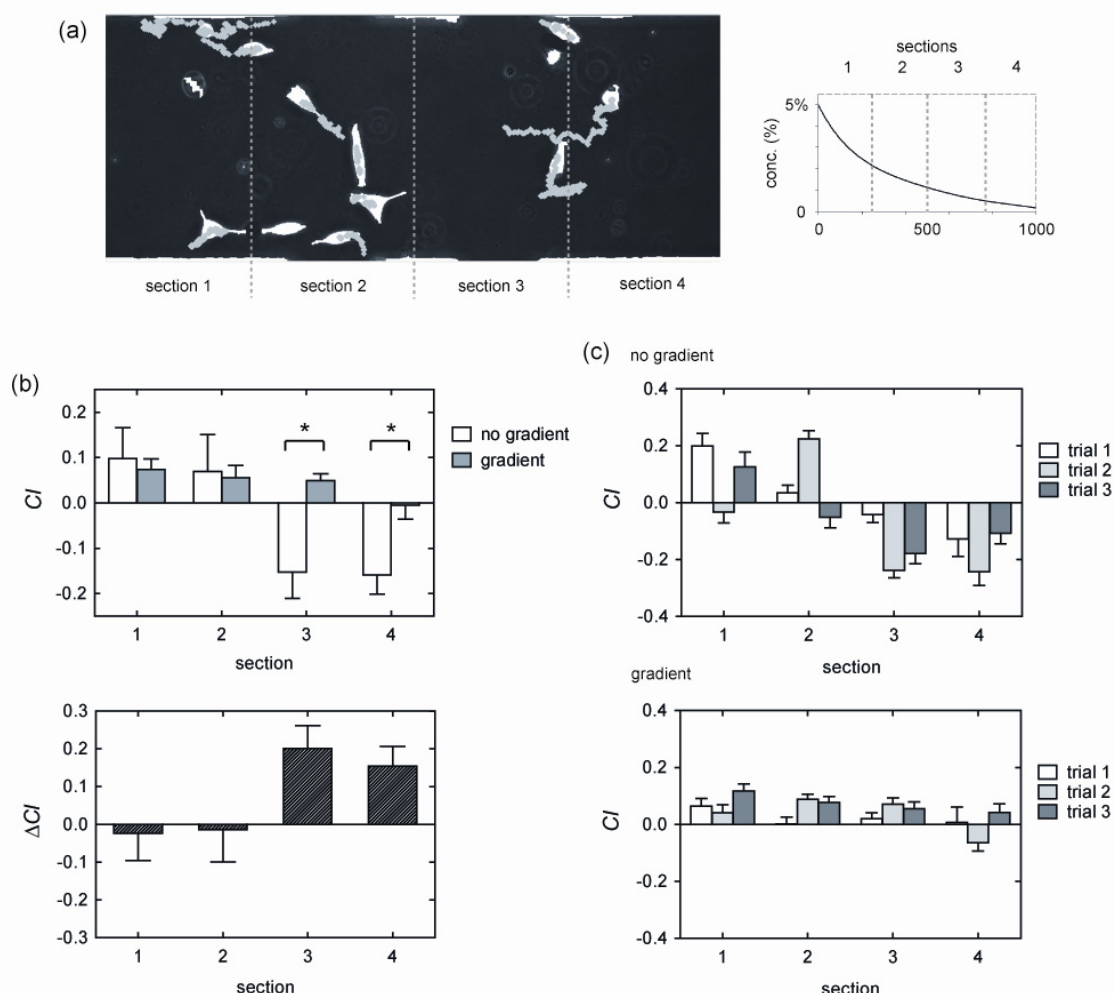 (a)
section 1 section 2 section 3 section 4
sections
1 2 3 4
5%
conc. (%)
0
0 500 1000
(b)
0.2
0.1
0.0
-0.1
-0.2
CI
* *
no gradient
gradient
1 2 3 4
section
0.3
0.2
0.1
0.0
-0.1
-0.2
-0.3
ΔCI
1 2 3 4
section
(c) no gradient
0.4
0.2
0.0
-0.2
-0.4
CI
trial 1
trial 2
trial 3
1 2 3 4
section
gradient
0.4
0.2
0.0
-0.2
-0.4
CI
trial 1
trial 2
trial 3
1 2 3 4
section